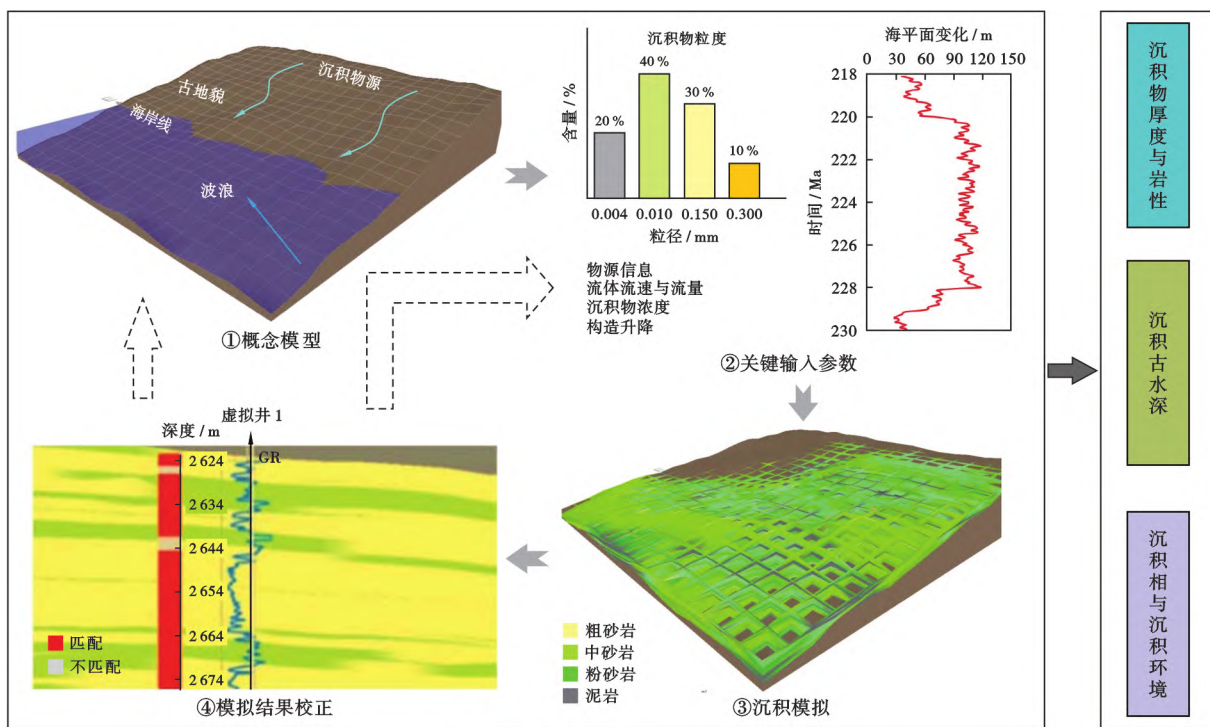 沉积物源
古地貌
海岸线
波浪
①概念模型
沉积物粒度
含量 / %
20 %
40 %
30 %
10 %
0.004 0.010 0.150 0.300
粒径 / mm
物源信息
流体流速与流量
沉积物浓度
构造升降
海平面变化 / m
0 30 60 90 120 150
时间 / Ma
218
220
222
224
226
228
230
②关键输入参数
虚拟井 1
深度 / m
GR
2 624
2 634
2 644
2 654
2 664
2 674
匹配
不匹配
④模拟结果校正
粗砂岩
中砂岩
粉砂岩
泥岩
③沉积模拟
沉积物厚度与岩性
沉积古水深
沉积相与沉积环境